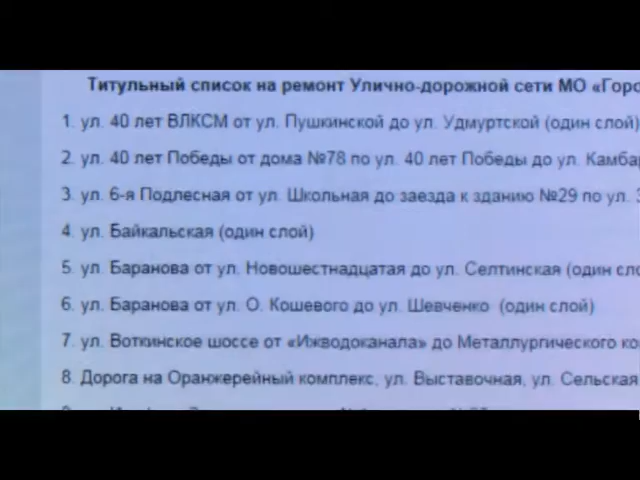 Титульный список на ремонт Улично-дорожной сети МО «Горо
1. ул. 40 лет ВЛКСМ от ул. Пушкинской до ул. Удмуртской (один слой)
2. ул. 40 лет Победы от дома №78 по ул. 40 лет Победы до ул. Камбар
3. ул. 6-я Подлесная от ул. Школьная до заезда к зданию №29 по ул.
4. ул. Байкальская (один слой)
5. ул. Баранова от ул. Новошестнадцатая до ул. Селтинская (один сло
6. ул. Баранова от ул. О. Кошевого до ул. Шевченко (один слой)
7. ул. Воткинское шоссе от «Ижводоканала» до Металлургического ко
8. Дорога на Оранжерейный комплекс, ул. Выставочная, ул. Сельская